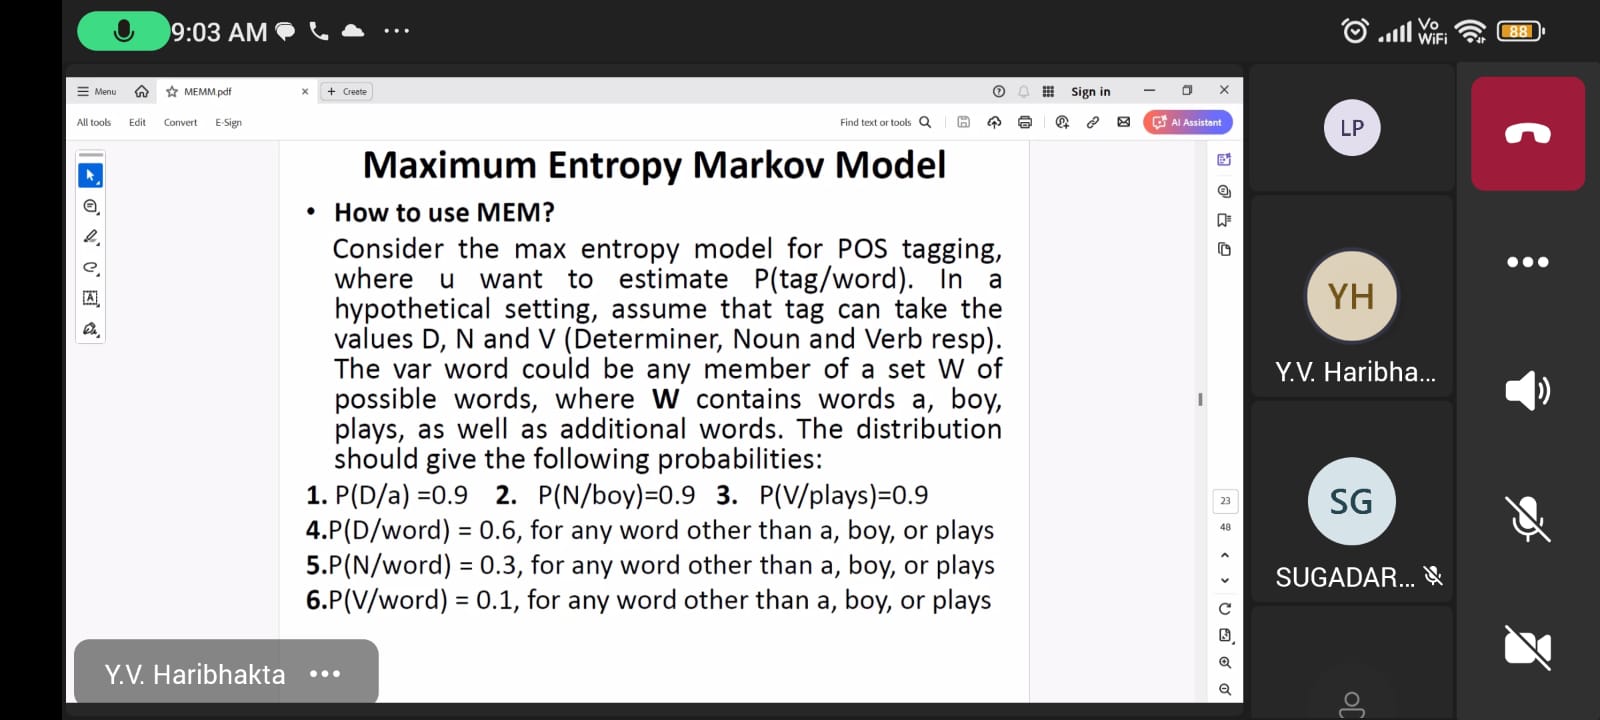 9:03 AM
Vo
WiFi
88
Menu
MEMM.pdf
+ Create
Sign in
All tools
Edit
Convert
E-Sign
Find text or tools
AI Assistant
Maximum Entropy Markov Model
• How to use MEM?
Consider the max entropy model for POS tagging,
where u want to estimate P(tag/word). In a
hypothetical setting, assume that tag can take the
values D, N and V (Determiner, Noun and Verb resp).
The var word could be any member of a set W of
possible words, where W contains words a, boy,
plays, as well as additional words. The distribution
should give the following probabilities:
1. P(D/a) =0.9 2. P(N/boy)=0.9 3. P(V/plays)=0.9
4.P(D/word) = 0.6, for any word other than a, boy, or plays
5.P(N/word) = 0.3, for any word other than a, boy, or plays
6.P(V/word) = 0.1, for any word other than a, boy, or plays
23
48
Y.V. Haribhakta
LP
YH
Y.V. Haribha...
SG
SUGADAR...